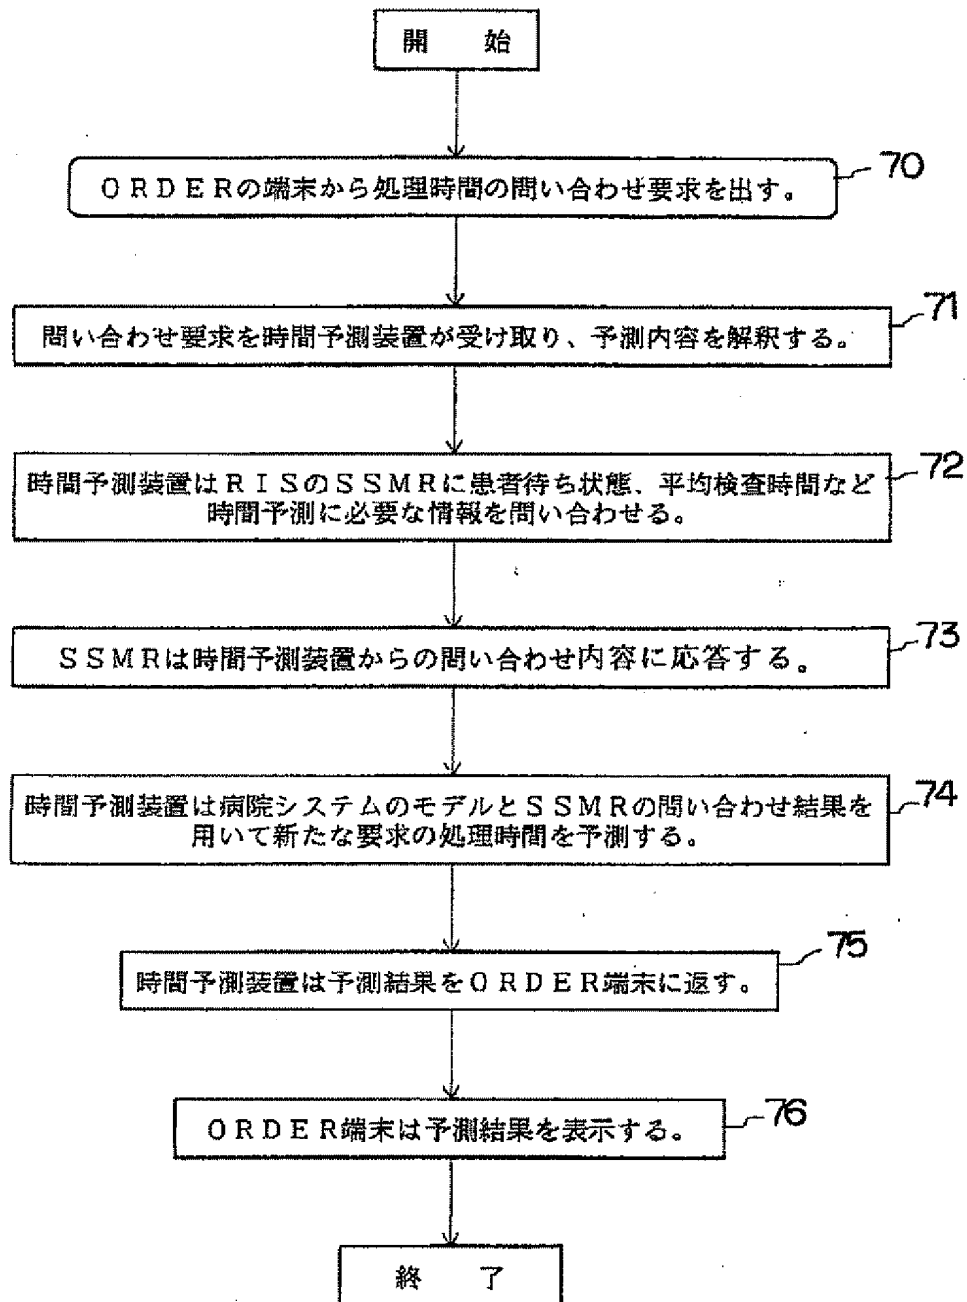 開　始
ＯＲＤＥＲの端末から処理時間の問い合わせ要求を出す。
70
問い合わせ要求を時間予測装置が受け取り、予測内容を解釈する。
71
時間予測装置はＲＩＳのＳＳＭＲに患者待ち状態、平均検査時間など
時間予測に必要な情報を問い合わせる。
72
ＳＳＭＲは時間予測装置からの問い合わせ内容に応答する。
73
時間予測装置は病院システムのモデルとＳＳＭＲの問い合わせ結果を
用いて新たな要求の処理時間を予測する。
74
時間予測装置は予測結果をＯＲＤＥＲ端末に返す。
75
ＯＲＤＥＲ端末は予測結果を表示する。
76
終　了